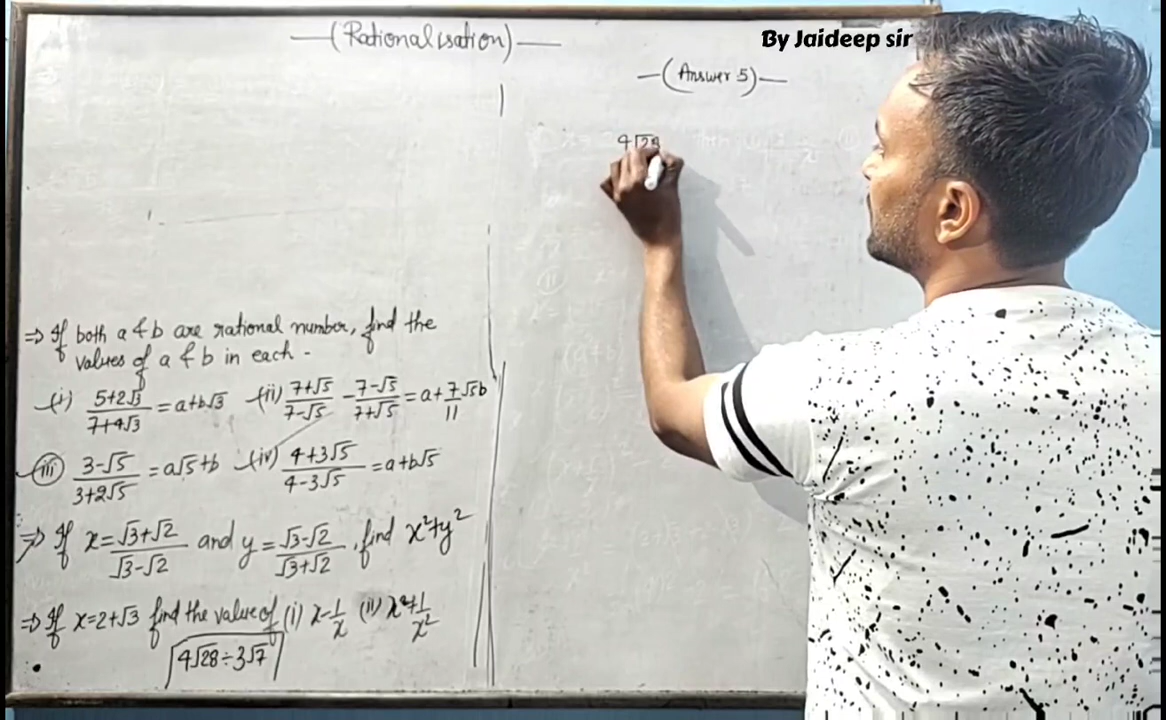 (Rationalisation)
By Jaideep sir
(Answer 5)
4√28
⇒ If both a & b are rational number, find the
values of a & b in each -
(i) 5+2√3/7+4√3 = a+b√3 (ii) 7+√5/7-√5 - 7-√5/7+√5 = a+7/11√5b
(iii) 3-√5/3+2√5 = a√5+b (iv) 4+3√5/4-3√5 = a+b√5
⇒ If x=√3+√2/√3-√2 and y=√3-√2/√3+√2, find x²+y²
⇒ If x=2+√3 find the value of (i) x-1/x (ii) x²+1/x²
4√28÷3√7